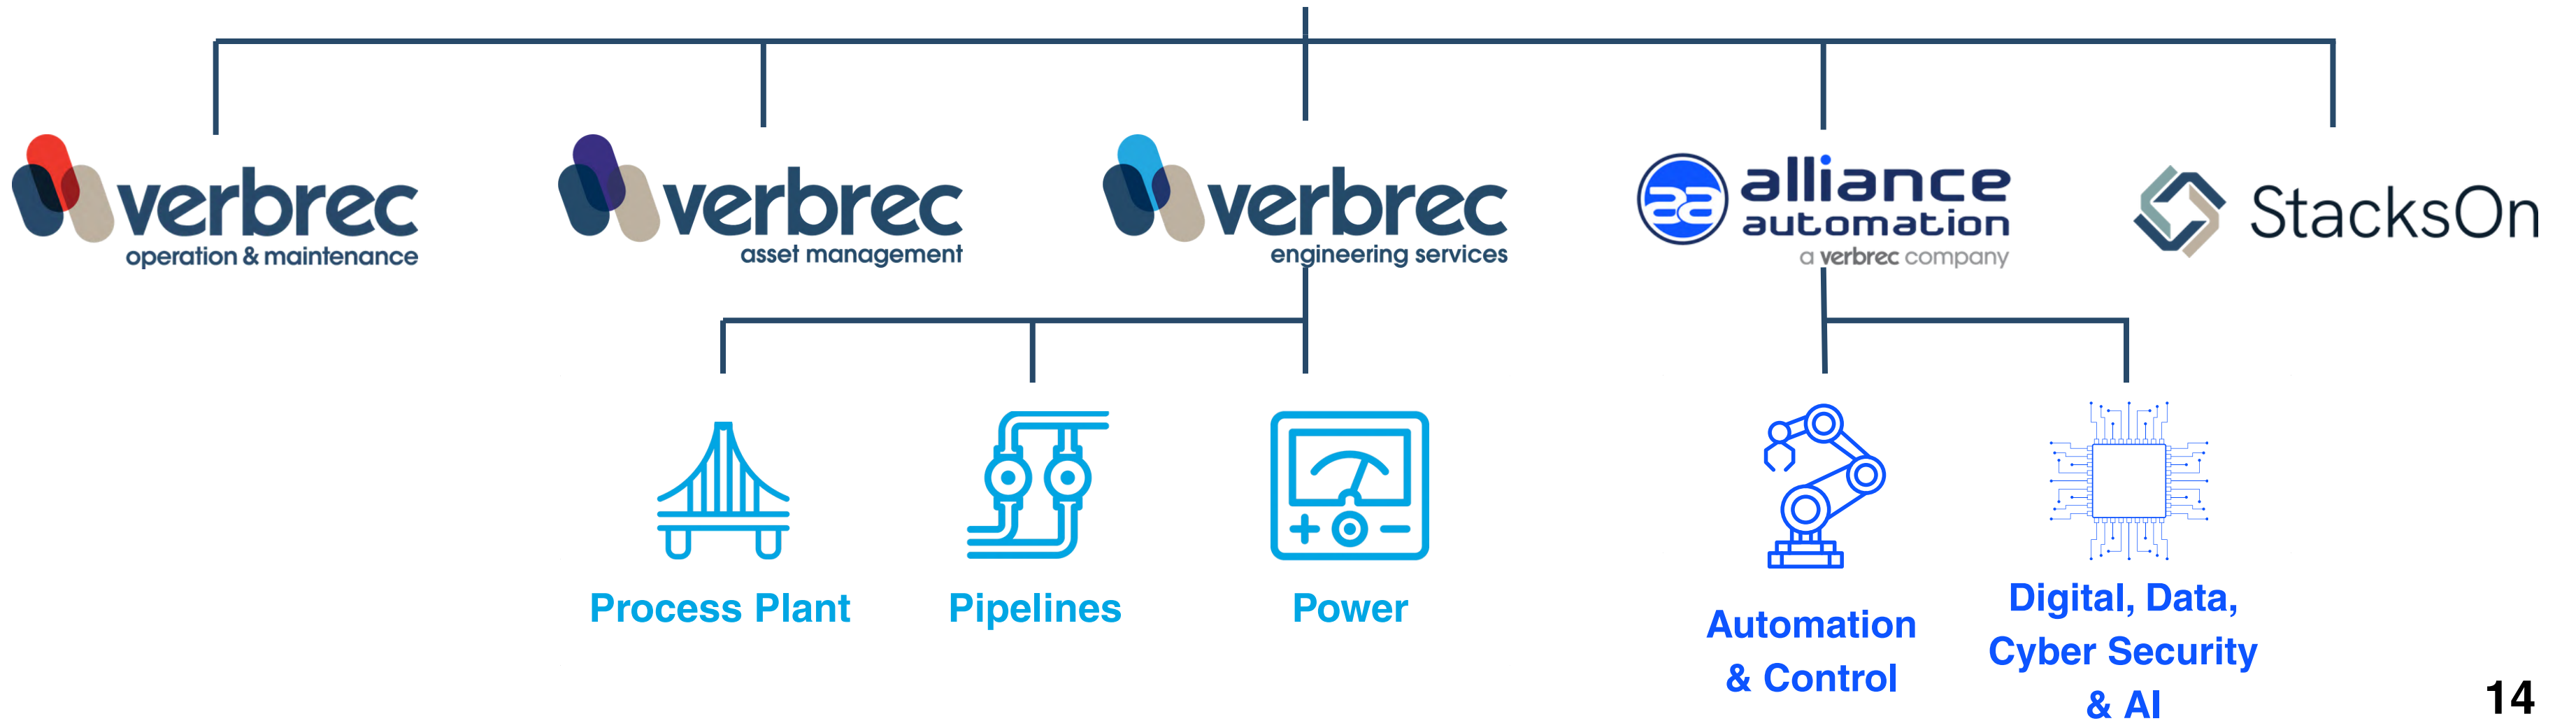 verbrec
operation & maintenance
verbrec
asset management
verbrec
engineering services
aa
alliance
automation
a verbrec company
StacksOn
Process Plant
Pipelines
Power
Automation
& Control
Digital, Data,
Cyber Security
& AI
14